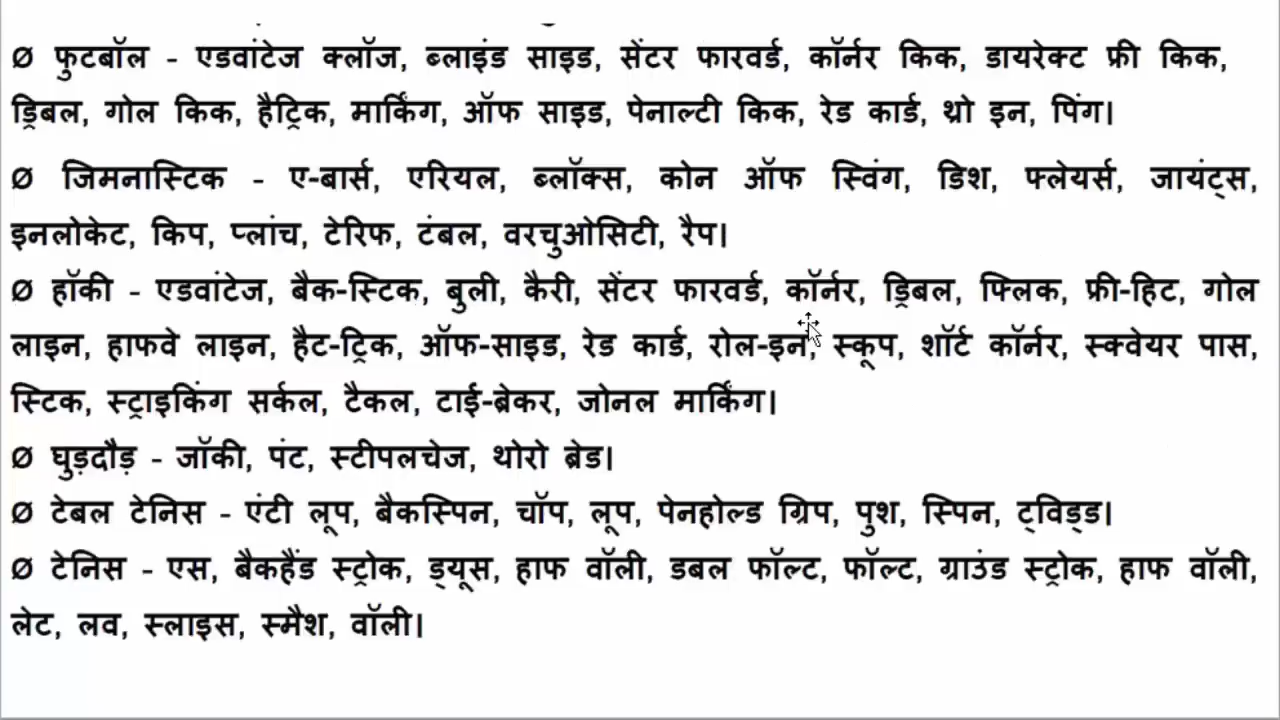 Ø फुटबॉल - एडवांटेज क्लॉज, ब्लाइंड साइड, सेंटर फारवर्ड, कॉर्नर किक, डायरेक्ट फ्री किक,
ड्रिबल, गोल किक, हैट्रिक, मार्किंग, ऑफ साइड, पेनाल्टी किक, रेड कार्ड, थ्रो इन, पिंग।
Ø जिमनास्टिक - ए-बार्स, एरियल, ब्लॉक्स, कोन ऑफ स्विंग, डिश, फ्लेयर्स, जायंट्स,
इनलोकेट, किप, प्लांच, टेरिफ, टंबल, वरचुओसिटी, रैप।
Ø हॉकी - एडवांटेज, बैक-स्टिक, बुली, कैरी, सेंटर फारवर्ड, कॉर्नर, ड्रिबल, फ्लिक, फ्री-हिट, गोल
लाइन, हाफवे लाइन, हैट-ट्रिक, ऑफ-साइड, रेड कार्ड, रोल-इन, स्कूप, शॉर्ट कॉर्नर, स्क्वेयर पास,
स्टिक, स्ट्राइकिंग सर्कल, टैकल, टाई-ब्रेकर, जोनल मार्किंग।
Ø घुड़दौड़ - जॉकी, पंट, स्टीपलचेज, थोरो ब्रेड।
Ø टेबल टेनिस - एंटी लूप, बैकस्पिन, चॉप, लूप, पेनहोल्ड ग्रिप, पुश, स्पिन, ट्विड्ड।
Ø टेनिस - एस, बैकहैंड स्ट्रोक, ड्यूस, हाफ वॉली, डबल फॉल्ट, फॉल्ट, ग्राउंड स्ट्रोक, हाफ वॉली,
लेट, लव, स्लाइस, स्मैश, वॉली।